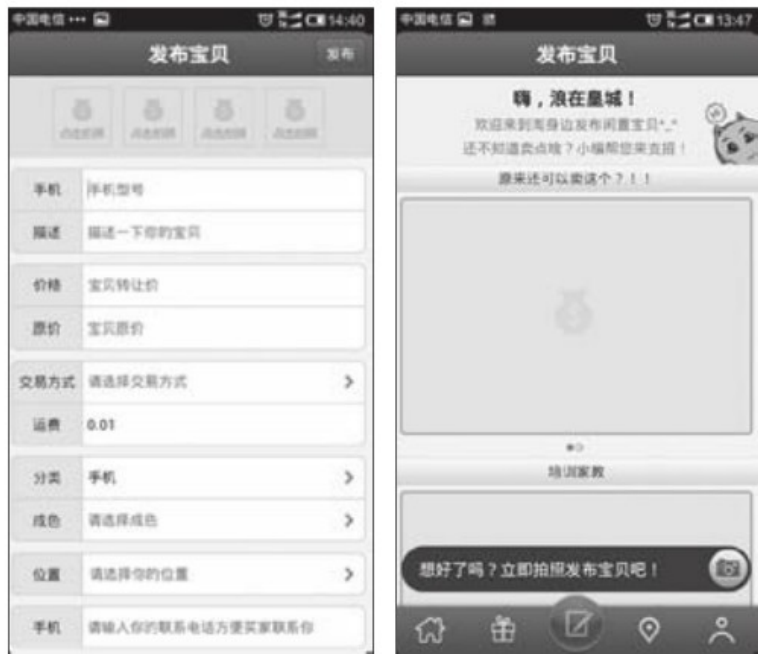 中国电信 ••• 14:40
发布宝贝 发布
点击拍照 点击拍照 点击拍照 点击拍照
手机 手机型号
描述 描述一下你的宝贝
价格 宝贝转让价
原价 宝贝原价
交易方式 请选择交易方式
运费 0.01
分类 手机
成色 请选择成色
位置 请选择你的位置
手机 请输入你的联系电话方便买家联系你
中国电信 13:47
发布宝贝
嗨，浪在皇城！
欢迎来到淘身边发布闲置宝贝^_^
还不知道卖点啥？小编帮您来支招！
原来还可以卖这个？！！
培训家教
想好了吗？立即拍照发布宝贝吧！